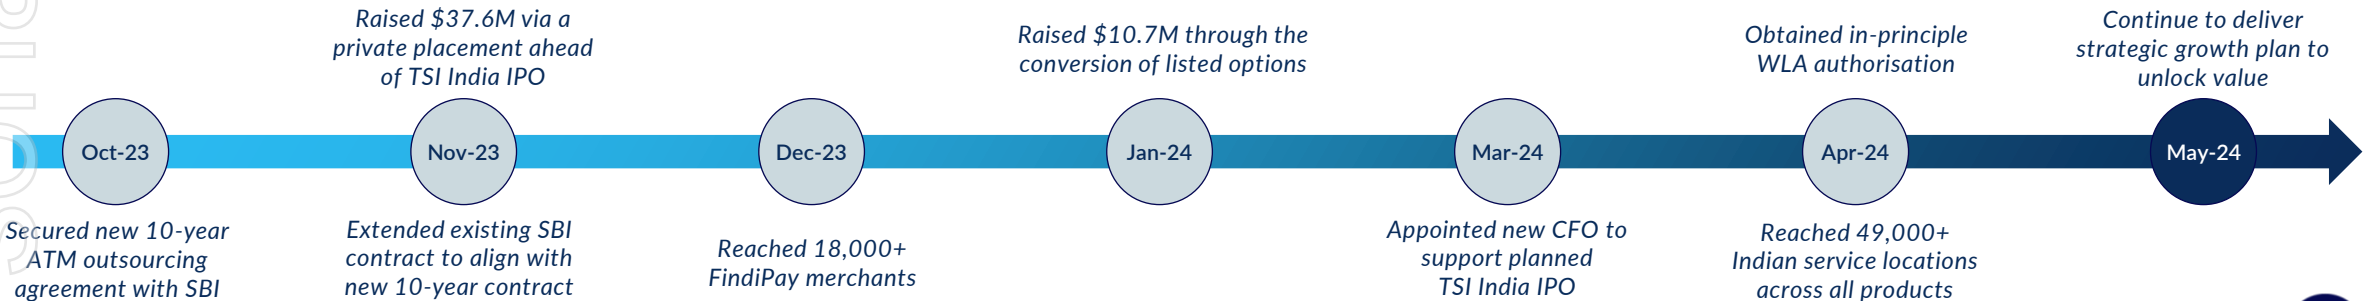 Raised $37.6M via a
private placement ahead
of TSI India IPO
Raised $10.7M through the
conversion of listed options
Obtained in-principle
WLA authorisation
Continue to deliver
strategic growth plan to
unlock value
Oct-23
Nov-23
Dec-23
Jan-24
Mar-24
Apr-24
May-24
Secured new 10-year
ATM outsourcing
agreement with SBI
Extended existing SBI
contract to align with
new 10-year contract
Reached 18,000+
FindiPay merchants
Appointed new CFO to
support planned
TSI India IPO
Reached 49,000+
Indian service locations
across all products